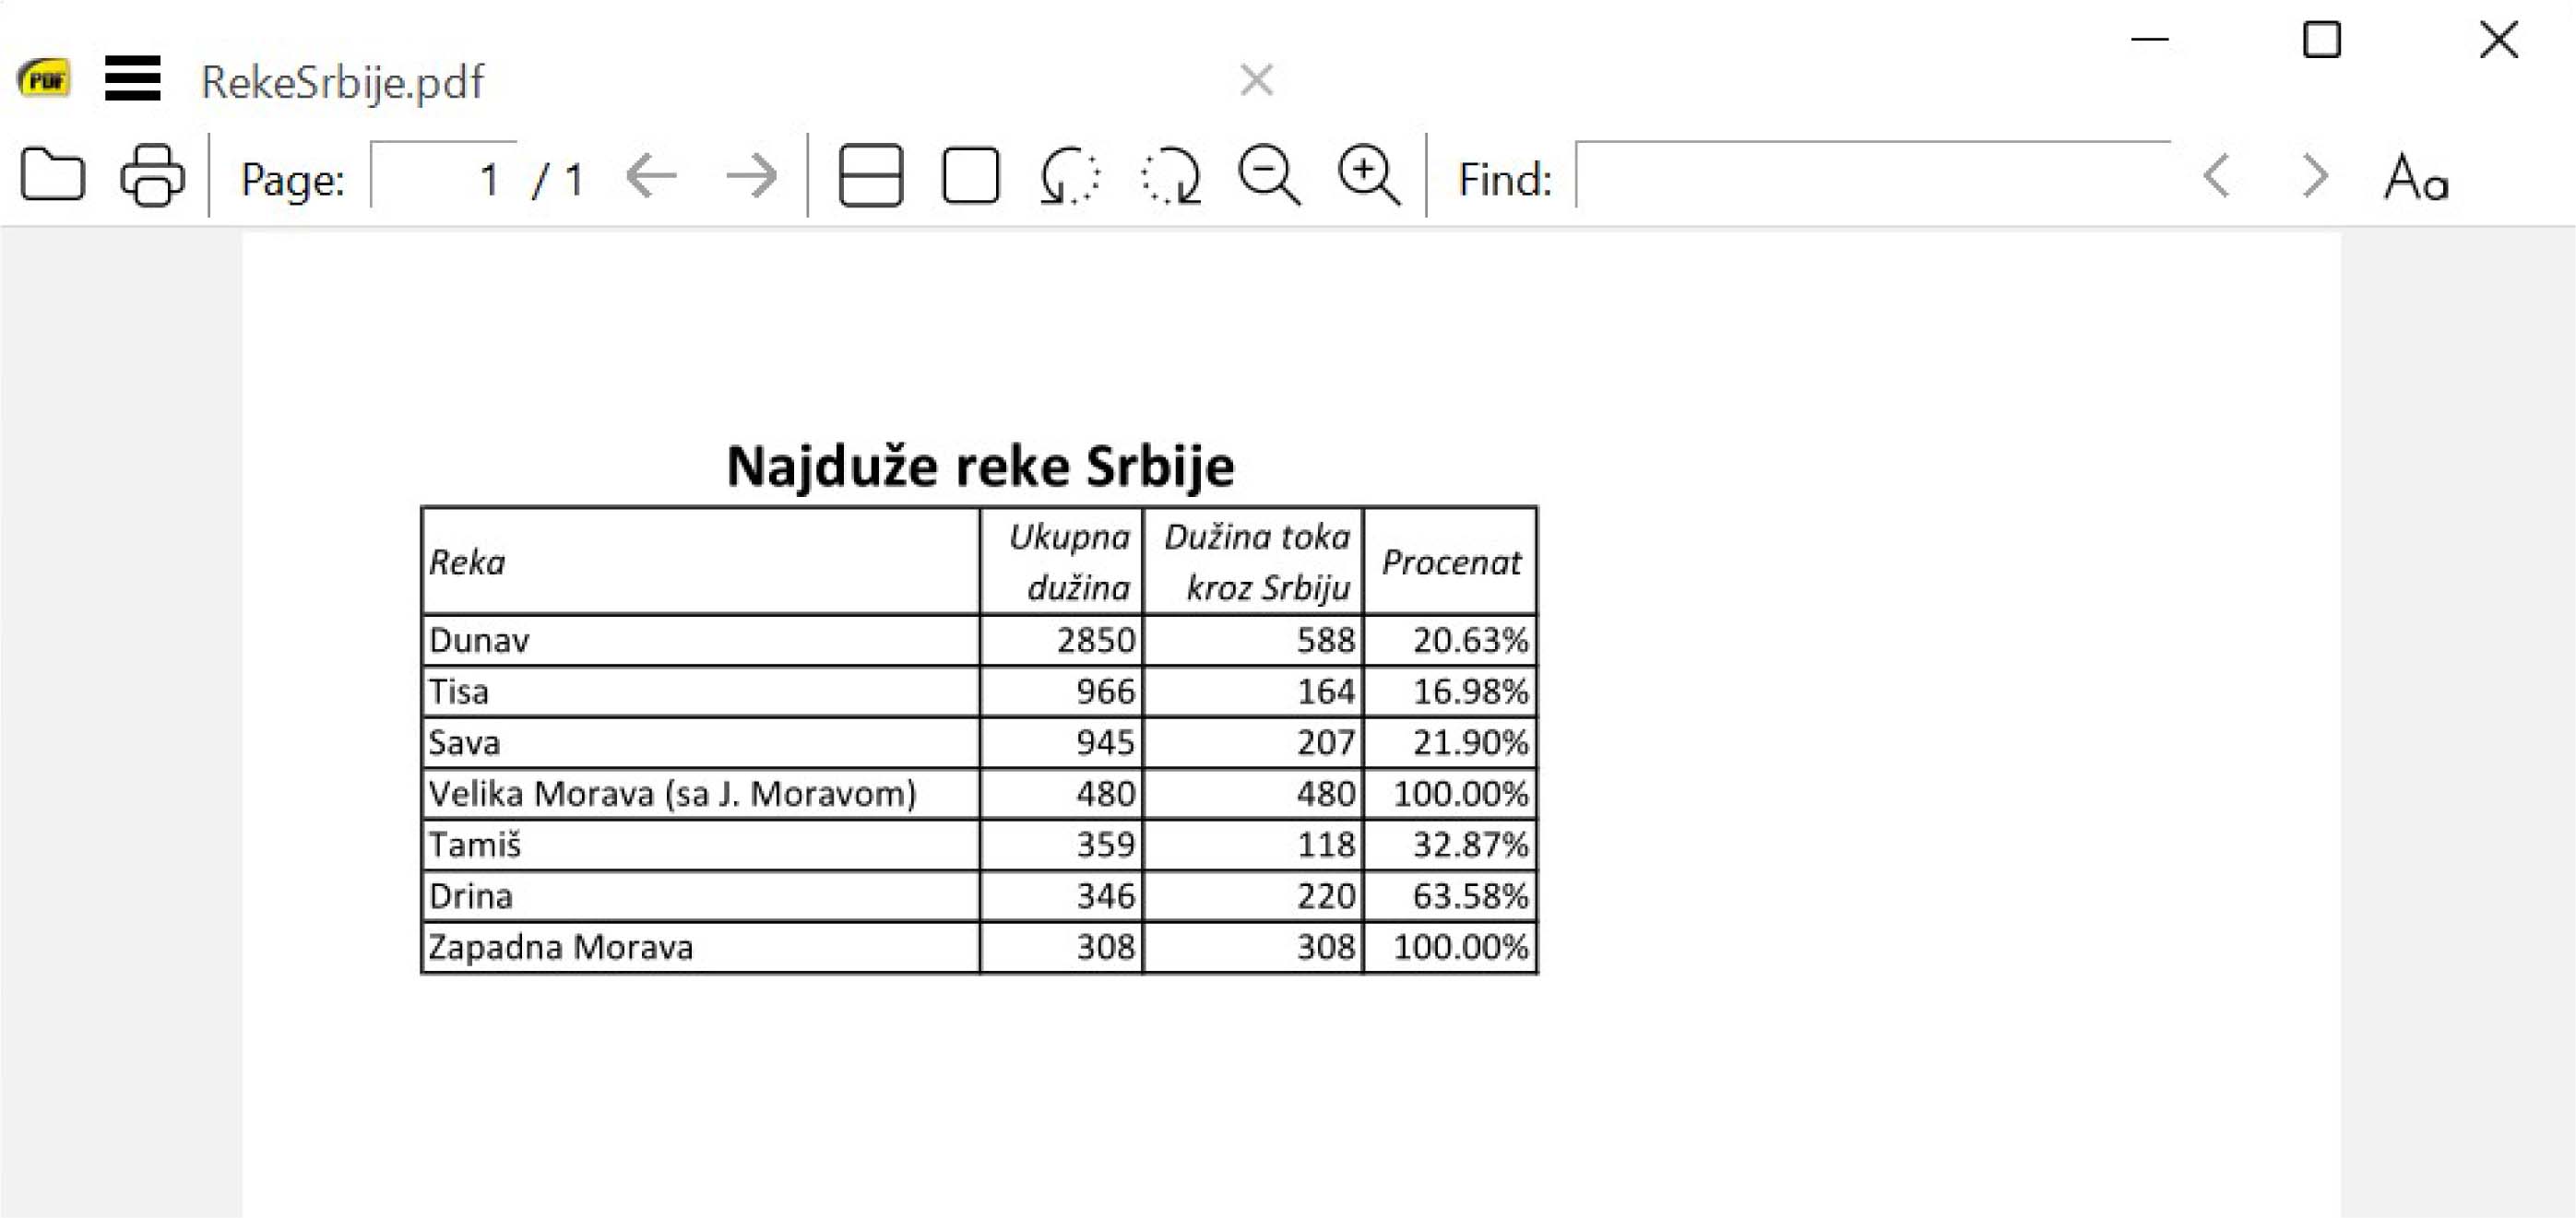 PDF
RekeSrbije.pdf
Page: 1 / 1 Find: Aa
Najduže reke Srbije
Reka Ukupna dužina Dužina toka kroz Srbiju Procenat
Dunav 2850 588 20.63%
Tisa 966 164 16.98%
Sava 945 207 21.90%
Velika Morava (sa J. Moravom) 480 480 100.00%
Tamiš 359 118 32.87%
Drina 346 220 63.58%
Zapadna Morava 308 308 100.00%